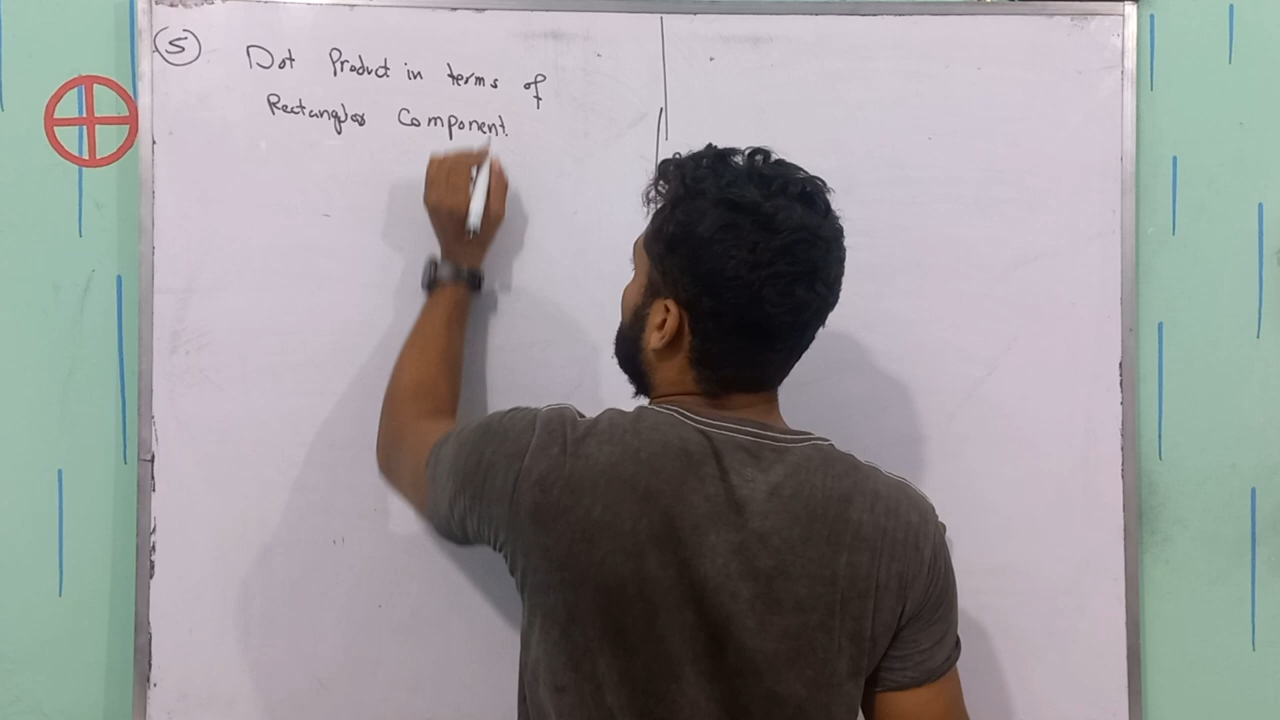 ⑤ Dot Product in terms of
Rectangular Component.